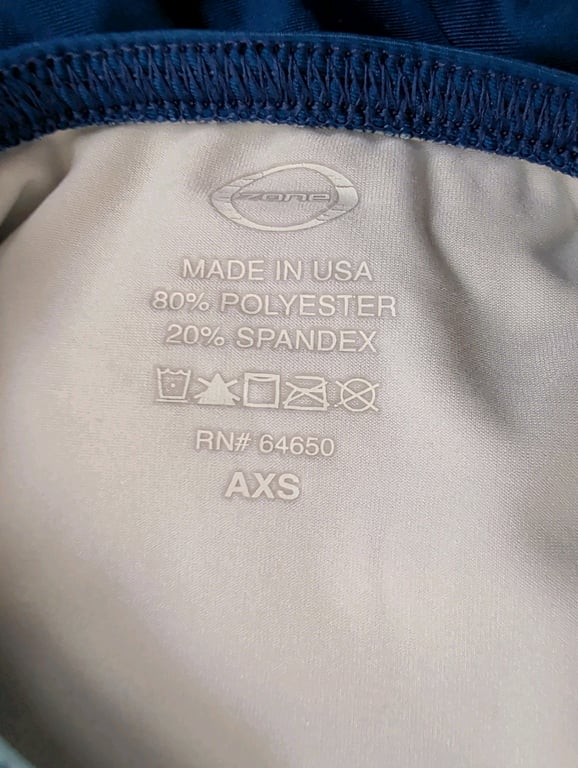 ZONE
MADE IN USA
80% POLYESTER
20% SPANDEX
RN# 64650
AXS